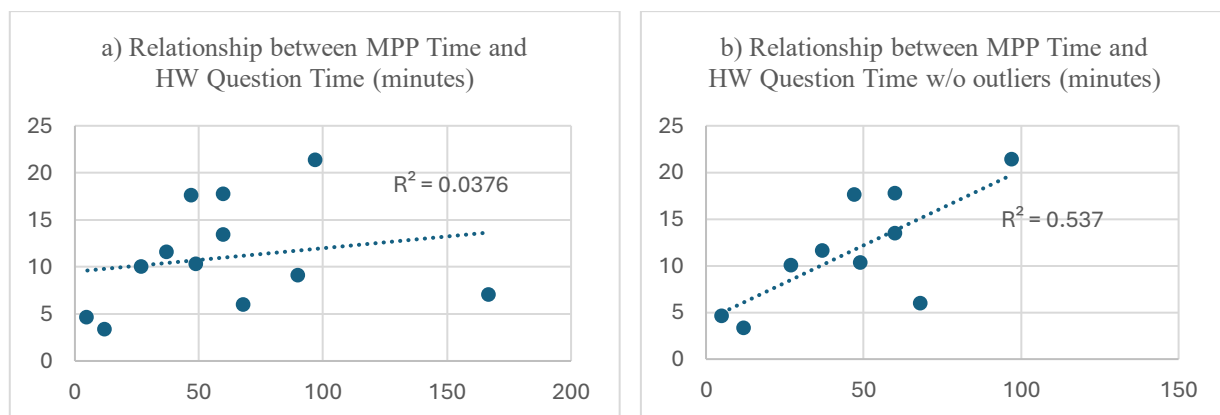 a) Relationship between MPP Time and
HW Question Time (minutes)
25
20
15
10
5
0
R² = 0.0376
0 50 100 150 200
b) Relationship between MPP Time and
HW Question Time w/o outliers (minutes)
25
20
15
10
5
0
R² = 0.537
0 50 100 150